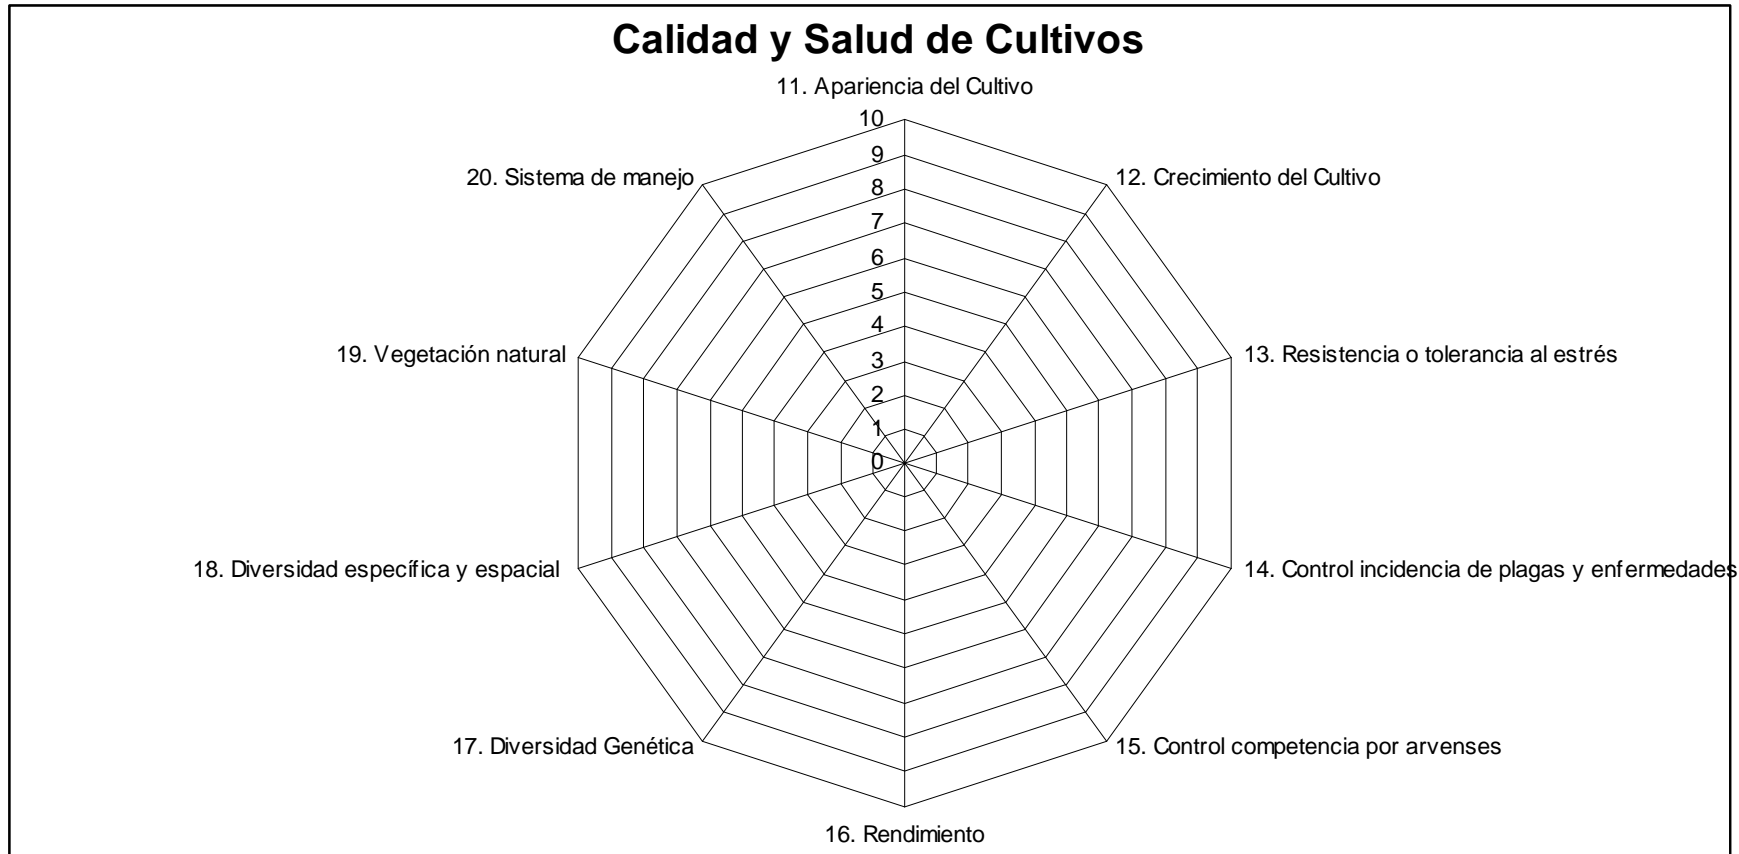 Calidad y Salud de Cultivos
11. Apariencia del Cultivo
12. Crecimiento del Cultivo
13. Resistencia o tolerancia al estrés
14. Control incidencia de plagas y enfermedades
15. Control competencia por arvenses
16. Rendimiento
17. Diversidad Genética
18. Diversidad específica y espacial
19. Vegetación natural
20. Sistema de manejo
10
9
8
7
6
5
4
3
2
1
0